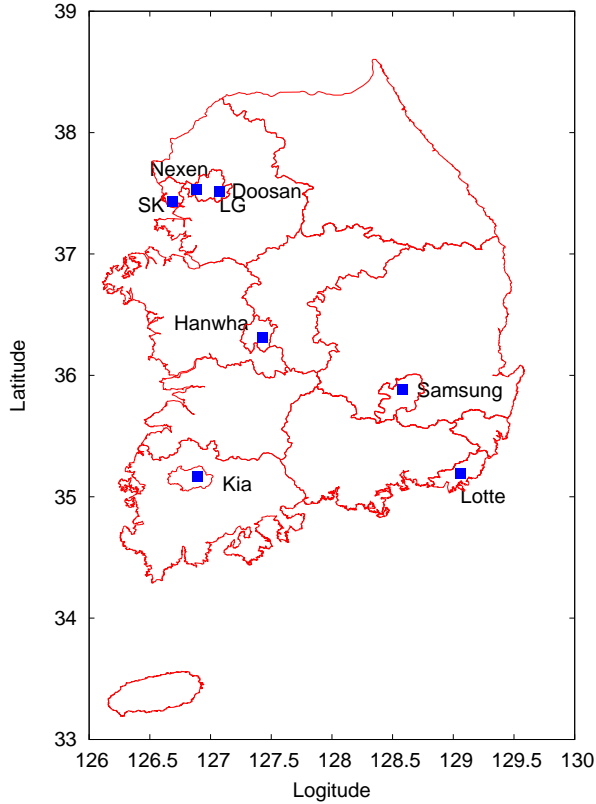 39
38
37
36
35
34
33
Latitude
Nexen
Doosan
SK
LG
Hanwha
Samsung
Kia
Lotte
126 126.5 127 127.5 128 128.5 129 129.5 130
Logitude